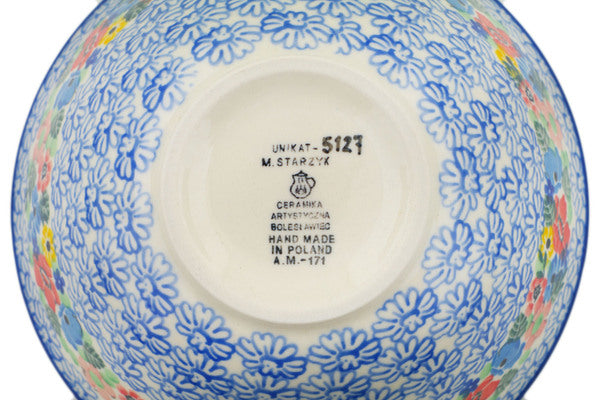 UNIKAT-5127
M. STARZYK
CERAMIKA
ARTYSTYCZNA
BOLESŁAWIEC
HAND MADE
IN POLAND
A.M.-171